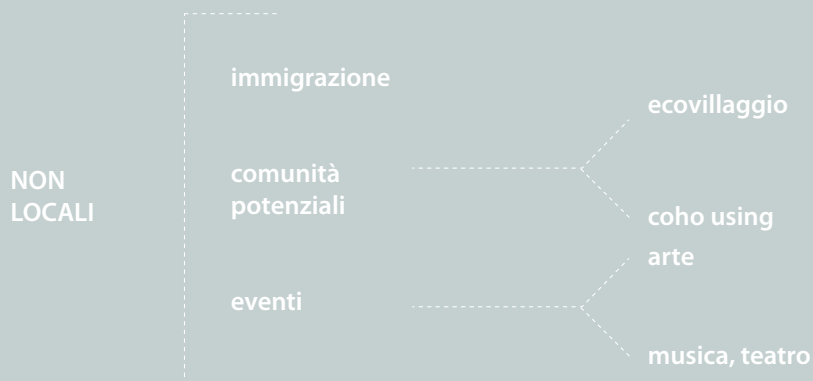 NON
LOCALI
immigrazione
comunità
potenziali
eventi
ecovillaggio
coho using
arte
musica, teatro